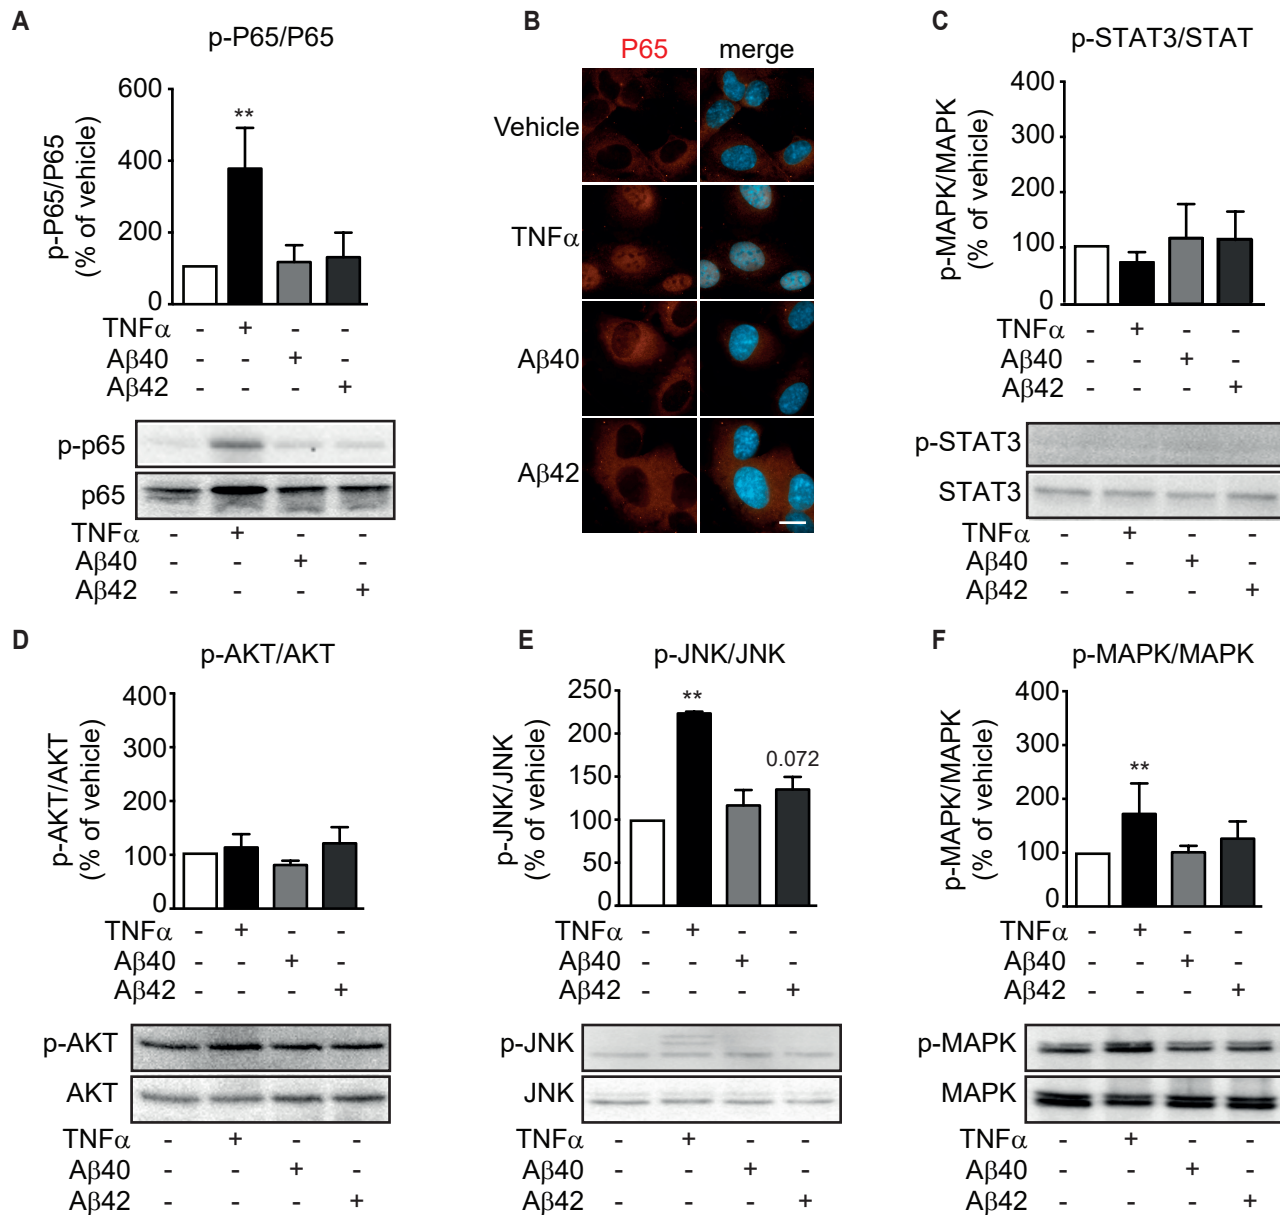 A
p-P65/P65
p-P65/P65
(% of vehicle)
600
400
200
0
**
TNFα - + - -
Aβ40 - - + -
Aβ42 - - - +
p-p65
p65
TNFα - + - -
Aβ40 - - + -
Aβ42 - - - +
B
P65 merge
Vehicle
TNFα
Aβ40
Aβ42
C
p-STAT3/STAT
p-MAPK/MAPK
(% of vehicle)
400
300
200
100
0
TNFα - + - -
Aβ40 - - + -
Aβ42 - - - +
p-STAT3
STAT3
TNFα - + - -
Aβ40 - - + -
Aβ42 - - - +
D
p-AKT/AKT
p-AKT/AKT
(% of vehicle)
400
300
200
100
0
TNFα - + - -
Aβ40 - - + -
Aβ42 - - - +
p-AKT
AKT
TNFα - + - -
Aβ40 - - + -
Aβ42 - - - +
E
p-JNK/JNK
p-JNK/JNK
(% of vehicle)
250
200
150
100
50
0
**
0.072
TNFα - + - -
Aβ40 - - + -
Aβ42 - - - +
p-JNK
JNK
TNFα - + - -
Aβ40 - - + -
Aβ42 - - - +
F
p-MAPK/MAPK
p-MAPK/MAPK
(% of vehicle)
400
300
200
100
0
**
TNFα - + - -
Aβ40 - - + -
Aβ42 - - - +
p-MAPK
MAPK
TNFα - + - -
Aβ40 - - + -
Aβ42 - - - +